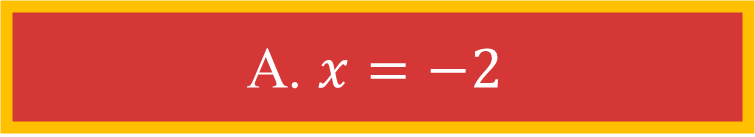 A. x = −2